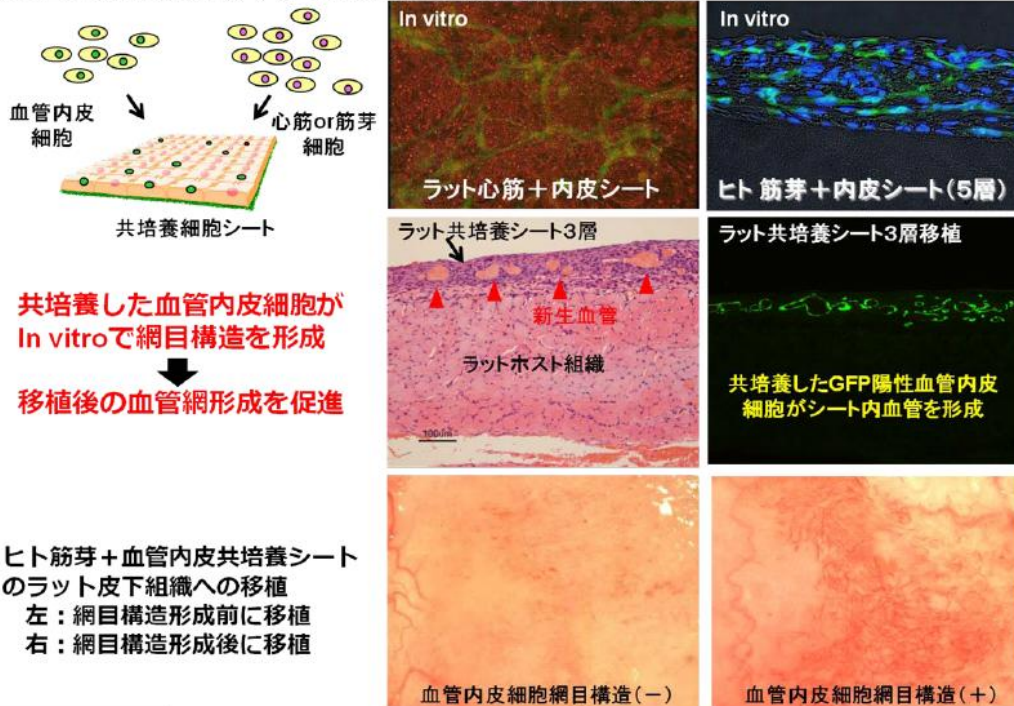 血管内皮
細胞
心筋or筋芽
細胞
共培養細胞シート
In vitro
ラット心筋+内皮シート
In vitro
ヒト 筋芽+内皮シート(5層)
共培養した血管内皮細胞が
In vitroで網目構造を形成
移植後の血管網形成を促進
ラット共培養シート3層
新生血管
ラットホスト組織
100um
ラット共培養シート3層移植
共培養したGFP陽性血管内皮
細胞がシート内血管を形成
ヒト筋芽+血管内皮共培養シート
のラット皮下組織への移植
左:網目構造形成前に移植
右:網目構造形成後に移植
血管内皮細胞網目構造(-)
血管内皮細胞網目構造(+)